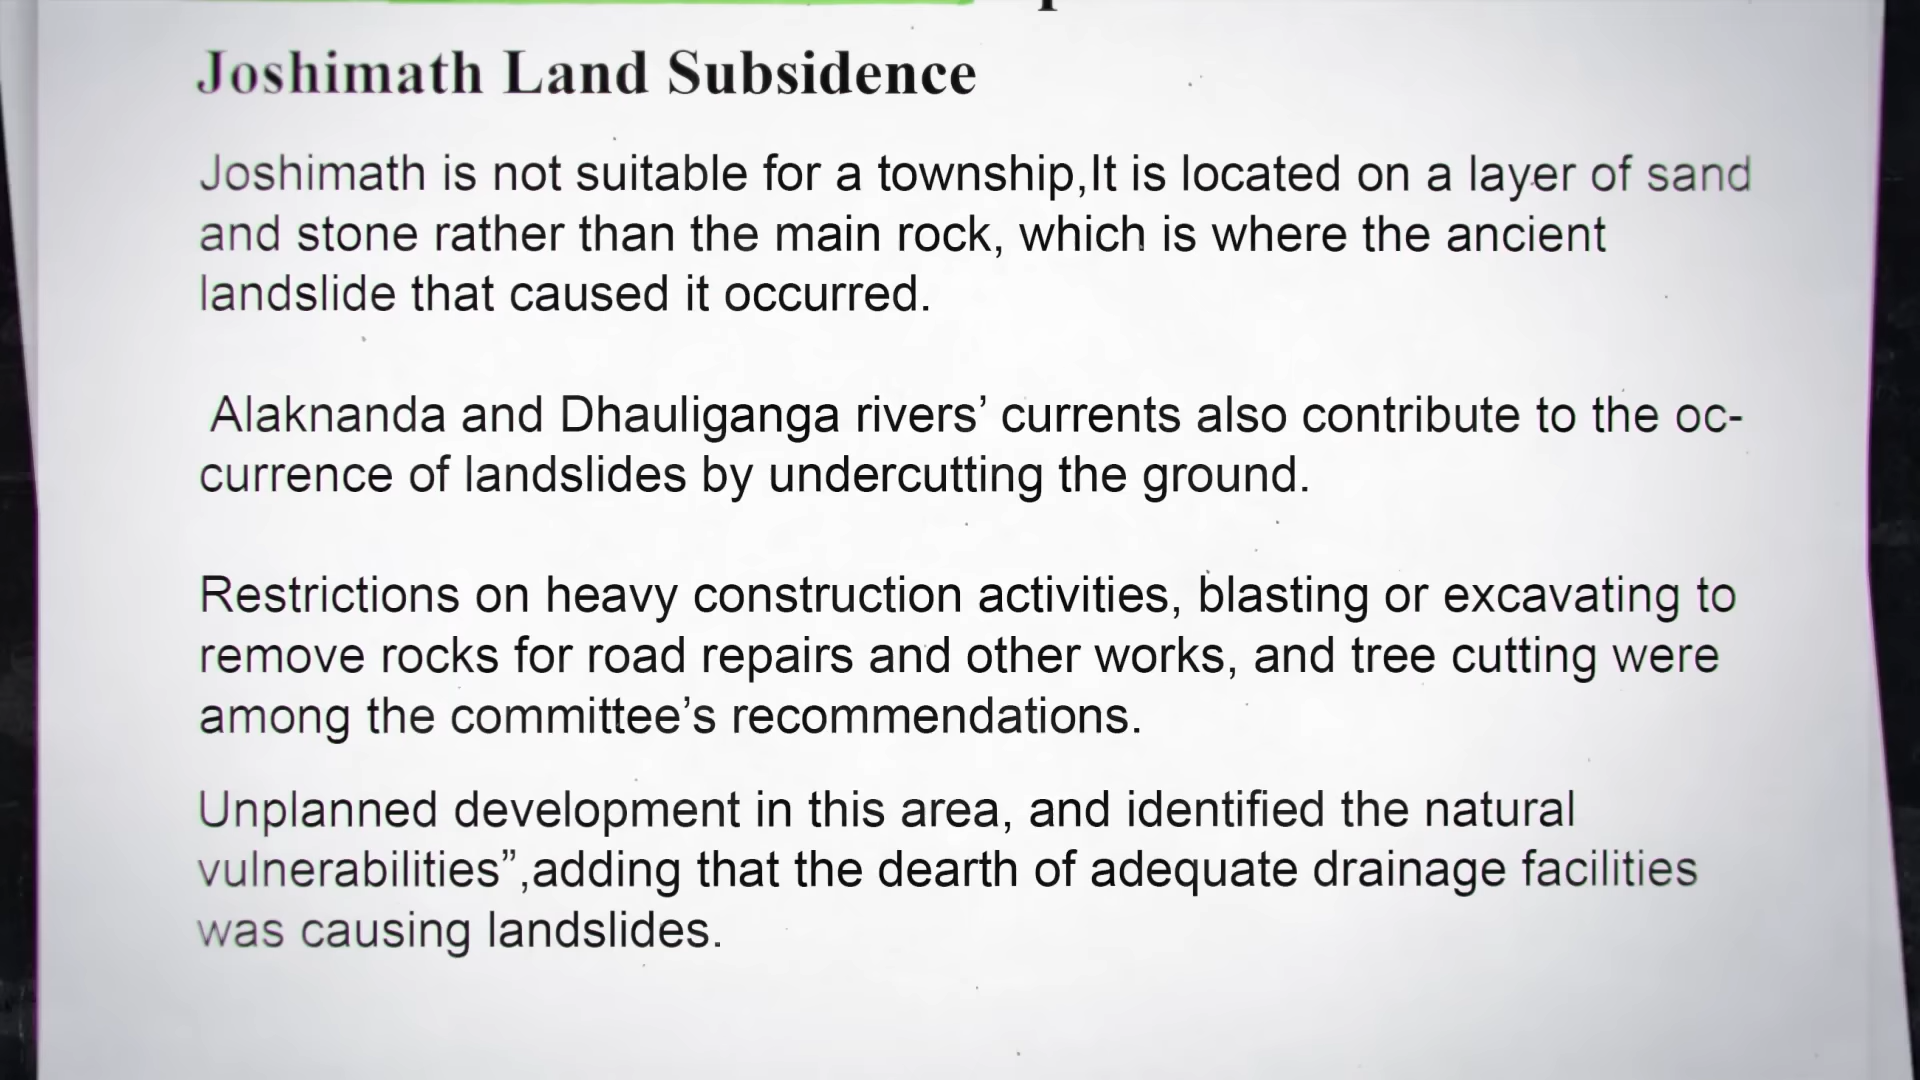 Joshimath Land Subsidence
Joshimath is not suitable for a township,It is located on a layer of sand
and stone rather than the main rock, which is where the ancient
landslide that caused it occurred.
Alaknanda and Dhauliganga rivers’ currents also contribute to the oc-
currence of landslides by undercutting the ground.
Restrictions on heavy construction activities, blasting or excavating to
remove rocks for road repairs and other works, and tree cutting were
among the committee’s recommendations.
Unplanned development in this area, and identified the natural
vulnerabilities”,adding that the dearth of adequate drainage facilities
was causing landslides.